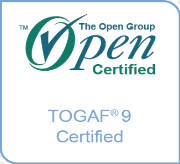 TM The Open Group
Open
Certified
TOGAF® 9
Certified